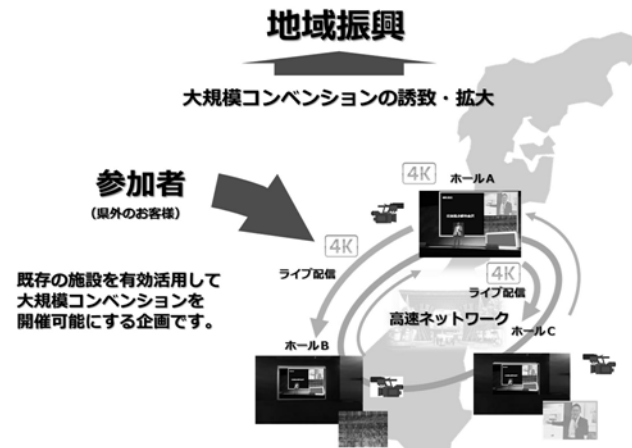 地域振興
大規模コンベンションの誘致・拡大
参加者
(県外のお客様)
4K
ホールA
4K
ライブ配信
4K
ライブ配信
既存の施設を有効活用して
大規模コンベンションを
開催可能にする企画です。
高速ネットワーク
ホールB
ホールC